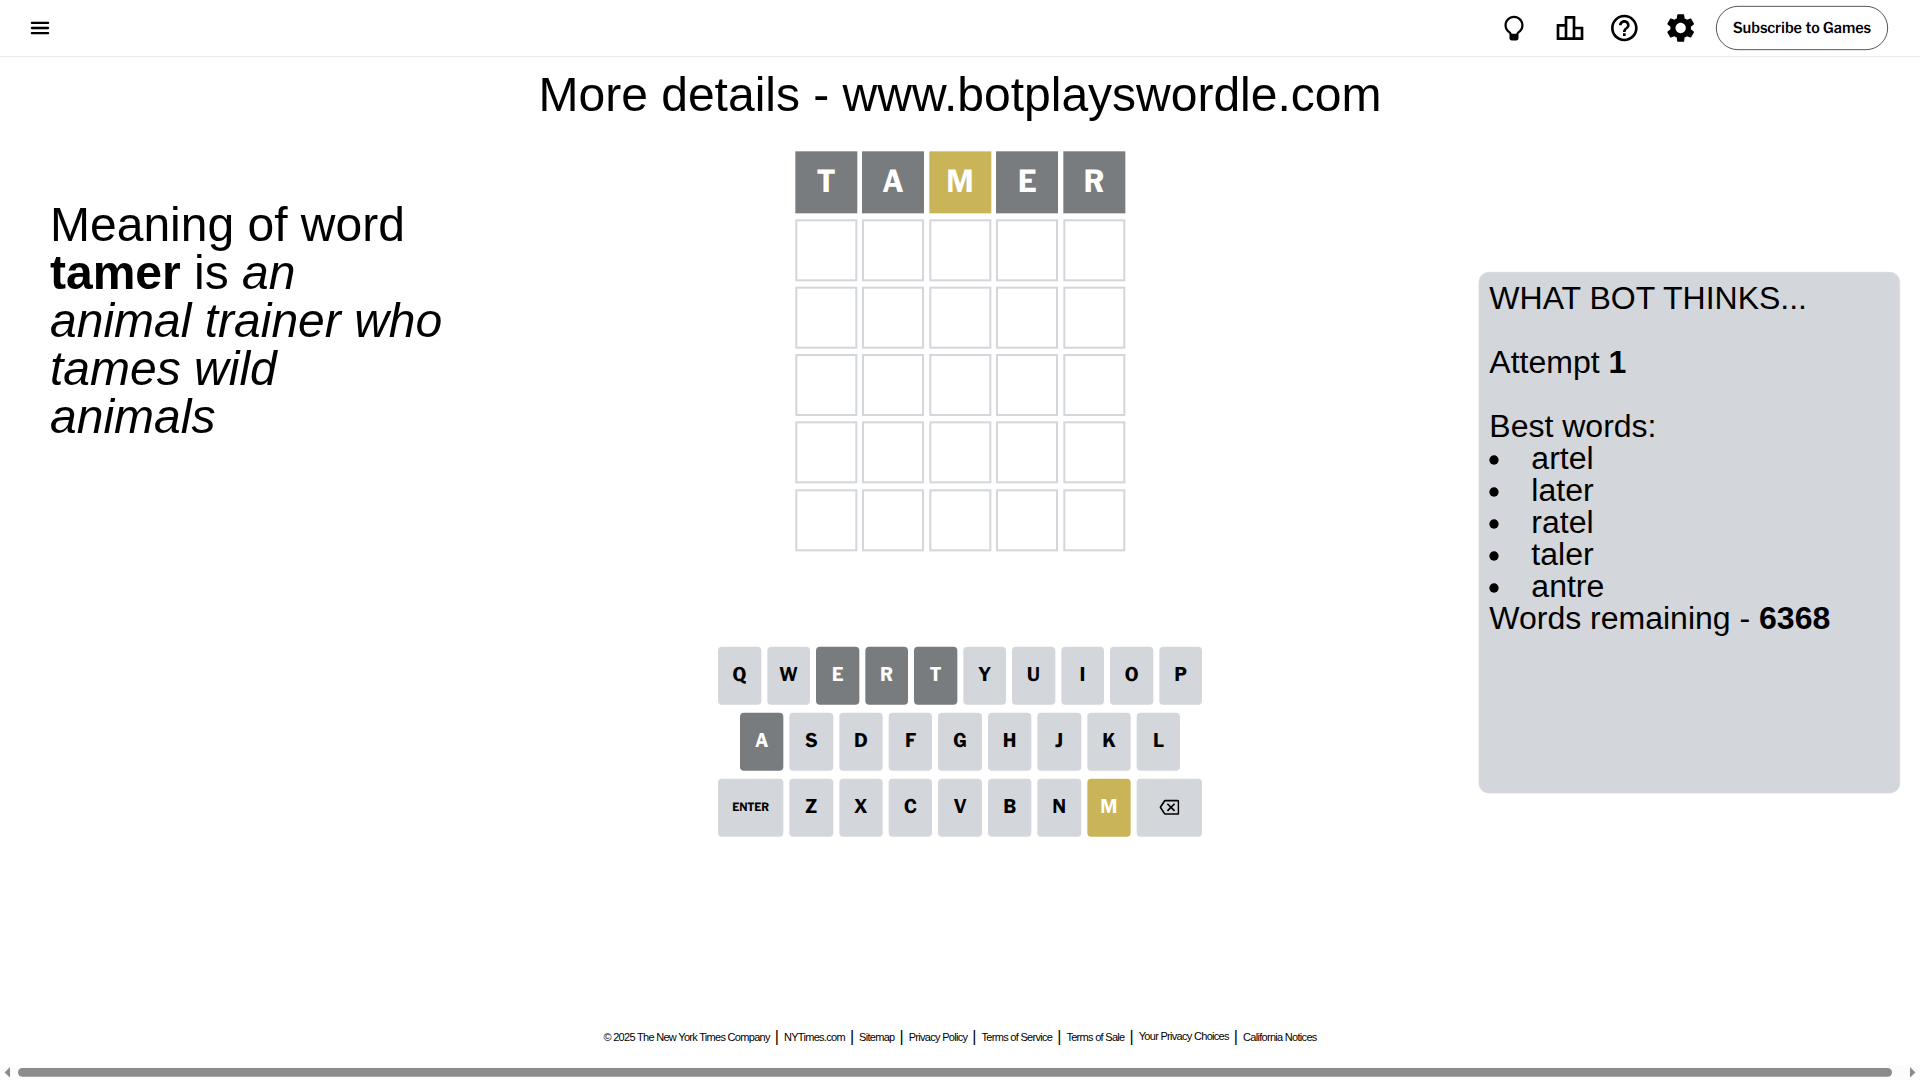 Subscribe to Games
More details - www.botplayswordle.com
TAMER
Meaning of word
tamer is an
animal trainer who
tames wild
animals
WHAT BOT THINKS...
Attempt 1
Best words:
• artel
• later
• ratel
• taler
• antre
Words remaining - 6368
Q W E R T Y U I O P
A S D F G H J K L
ENTER Z X C V B N M
© 2025 The New York Times Company | NYTimes.com | Sitemap | Privacy Policy | Terms of Service | Terms of Sale | Your Privacy Choices | California Notices